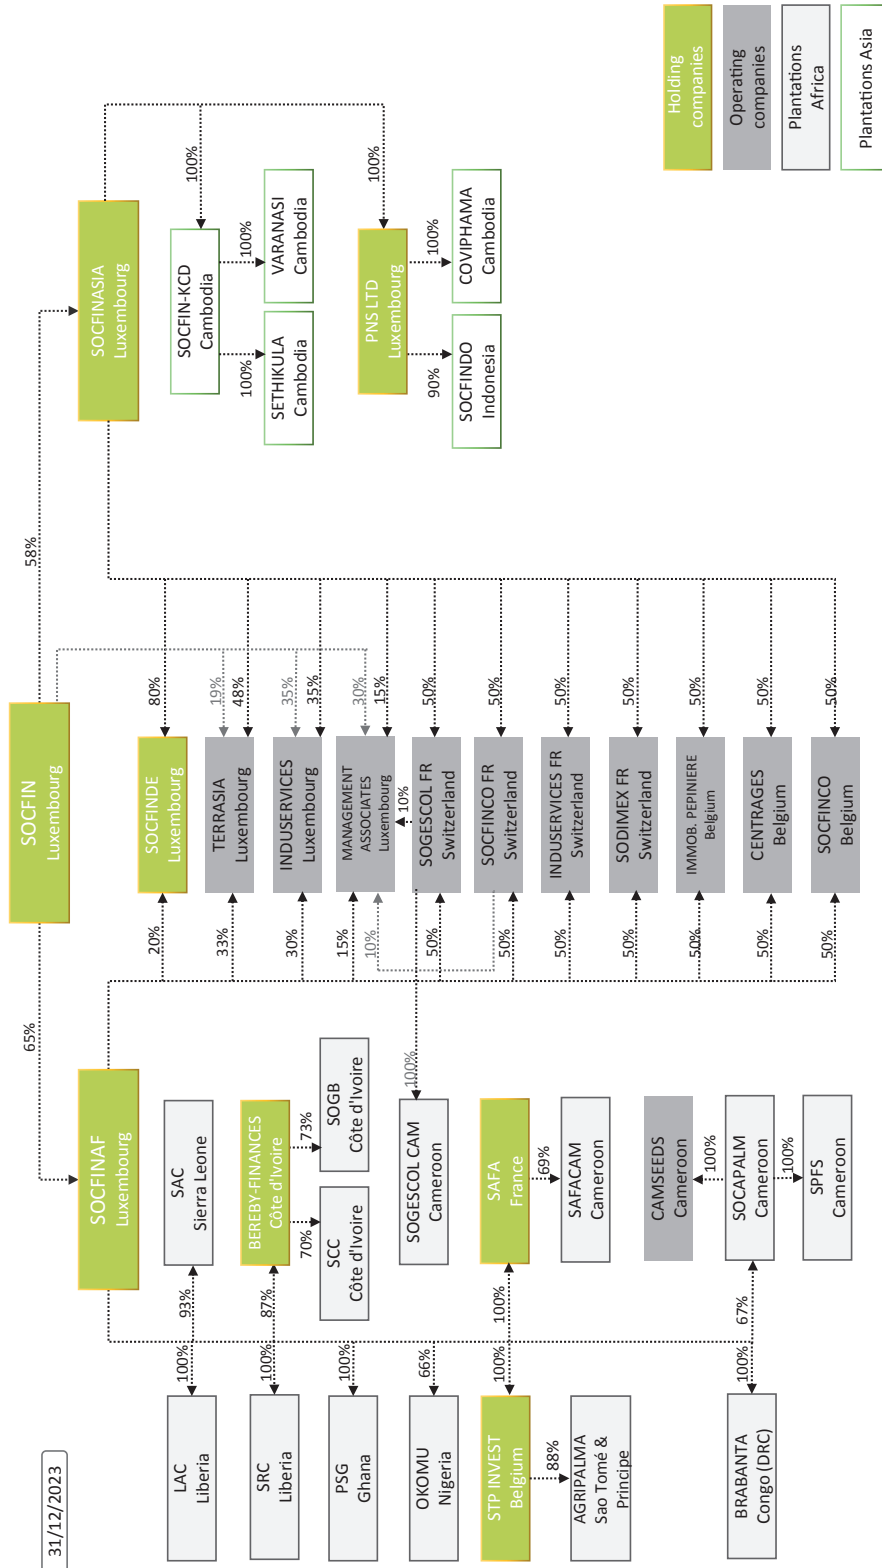 31/12/2023
SOCFIN
Luxembourg
65%
58%
SOCFINAF
Luxembourg
SOCFINASIA
Luxembourg
LAC
Liberia
100%
93%
SAC
Sierra Leone
SRC
Liberia
100%
87%
BEREBY-FINANCES
Côte d'Ivoire
70%
73%
SCC
Côte d'Ivoire
SOGB
Côte d'Ivoire
PSG
Ghana
100%
OKOMU
Nigeria
66%
SOGESCOL CAM
Cameroon
100%
STP INVEST
Belgium
100%
100%
SAFA
France
88%
69%
AGRIPALMA
Sao Tomé &
Principe
SAFACAM
Cameroon
CAMSEEDS
Cameroon
100%
BRABANTA
Congo (DRC)
100%
67%
SOCAPALM
Cameroon
100%
SPFS
Cameroon
20%
SOCFINDE
Luxembourg
80%
33%
TERRASIA
Luxembourg
19%
48%
30%
INDUSERVICES
Luxembourg
35%
35%
15%
10%
MANAGEMENT
ASSOCIATES
Luxembourg
30%
15%
10%
50%
SOGESCOL FR
Switzerland
50%
50%
SOCFINCO FR
Switzerland
50%
50%
INDUSERVICES FR
Switzerland
50%
50%
SODIMEX FR
Switzerland
50%
50%
IMMOB. PEPINIERE
Belgium
50%
50%
CENTRAGES
Belgium
50%
50%
SOCFINCO
Belgium
50%
100%
SOCFIN-KCD
Cambodia
100%
100%
SETHIKULA
Cambodia
VARANASI
Cambodia
100%
PNS LTD
Luxembourg
90%
100%
SOCFINDO
Indonesia
COVIPHAMA
Cambodia
Holding
companies
Operating
companies
Plantations
Africa
Plantations Asia